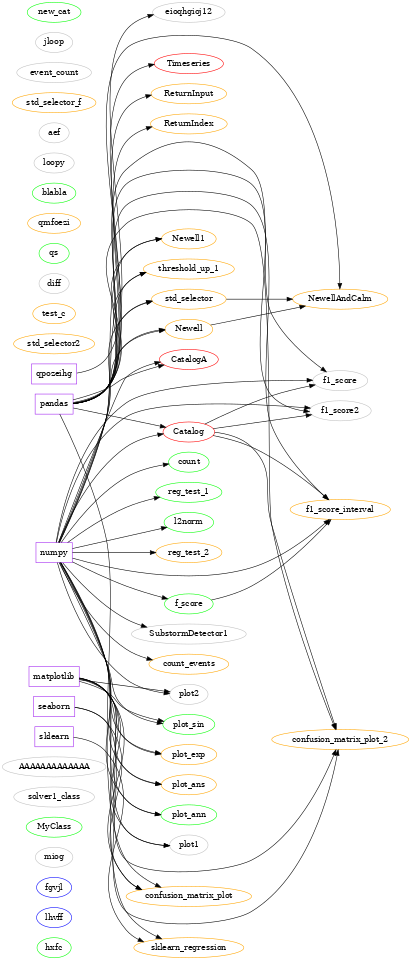 new_cat
jloop
event_count
std_selector_f
aef
loopy
blabla
qmfoezi
qs
diff
test_c
std_selector2
qpozeihg
pandas
numpy
matplotlib
seaborn
sldearn
AAAAAAAAAAAAA
solver1_class
MyClass
miog
fgvjl
lhvff
hxfc
eioqhgioj12
Timeseries
ReturnInput
ReturnIndex
Newell1
threshold_up_1
std_selector
Newell
CatalogA
Catalog
count
reg_test_1
l2norm
reg_test_2
f_score
SubstormDetector1
count_events
plot2
plot_sin
plot_exp
plot_ans
plot_ann
plot1
confusion_matrix_plot
sklearn_regression
NewellAndCalm
f1_score
f1_score2
f1_score_interval
confusion_matrix_plot_2